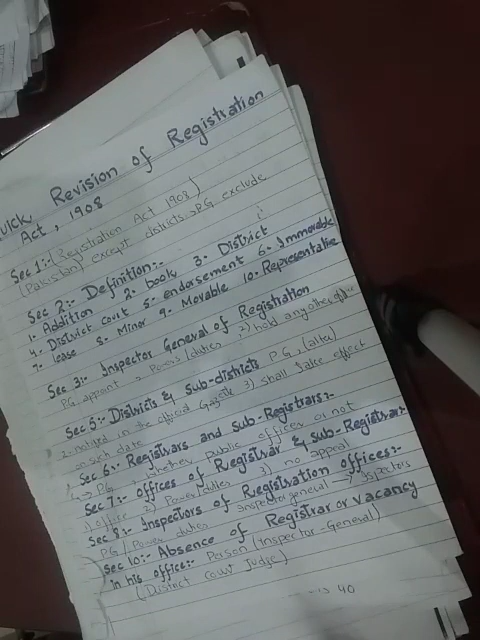 uick Revision of Registration
Act, 1908
Sec 1:- (Registration Act 1908)
(Pakistan) except districts → PG exclude
Sec 2:- Definition:-
1. Addition 2. book, 3. District
4. District court 5. endorsement 6. Immovable
7. lease 8. Minor 9. Movable 10. Representative
Sec 3:- Inspector General of Registration
PG appoint, Powers/duties, 2) hold any other office
Sec 5:- Districts & sub-districts PG, (alter)
2- notified in the official Gazette 3) shall take effect
on such date
Sec 6:- Registrars and sub-Registrars:-
PG, whether public officer or not
Sec 7:- offices of Registrar & sub-Registrar:-
1) office 2) Power/duties 3) no appeal
Sec 8:- Inspectors of Registration offices:-
PG/Power duties Inspector general → Inspectors
Sec 10:- Absence of Registrar or vacancy
in his office:- Person (Inspector-General)
(District Court Judge)
40